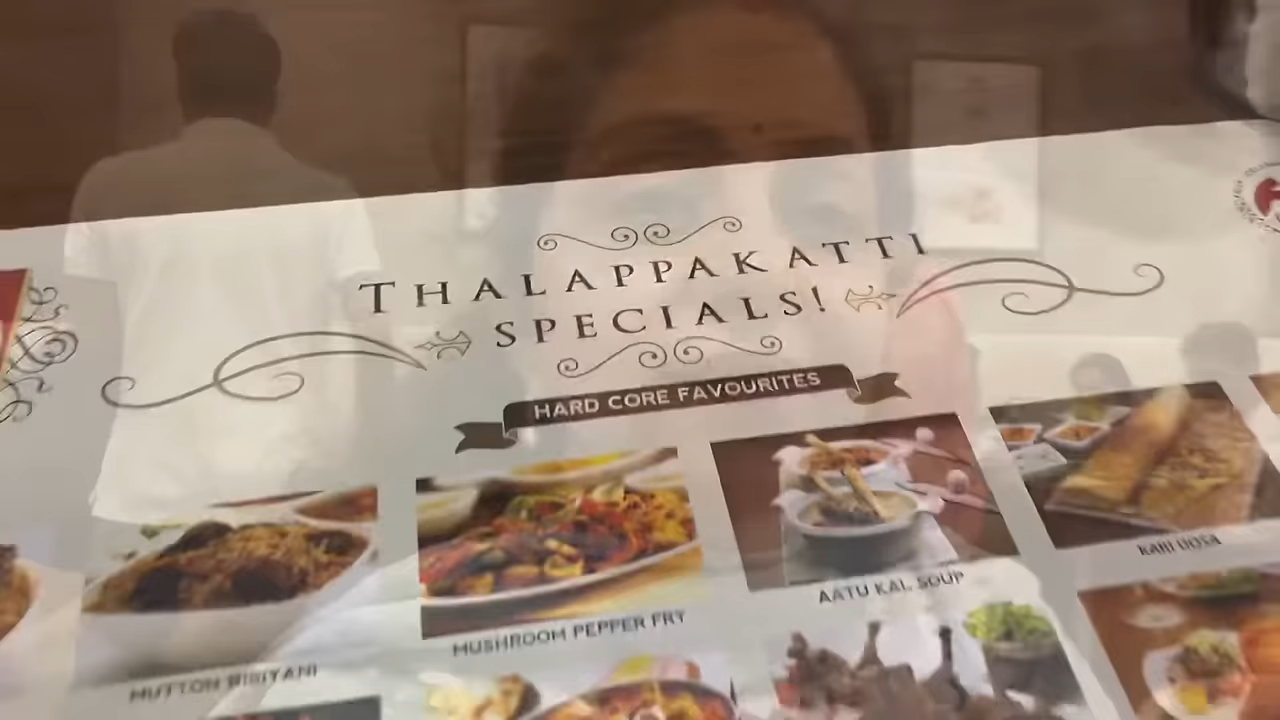 THALAPPAKATTI
SPECIALS!
HARD CORE FAVOURITES
MUTTON BIRIYANI
MUSHROOM PEPPER FRY
AATU KAL SOUP
KARI DOSA